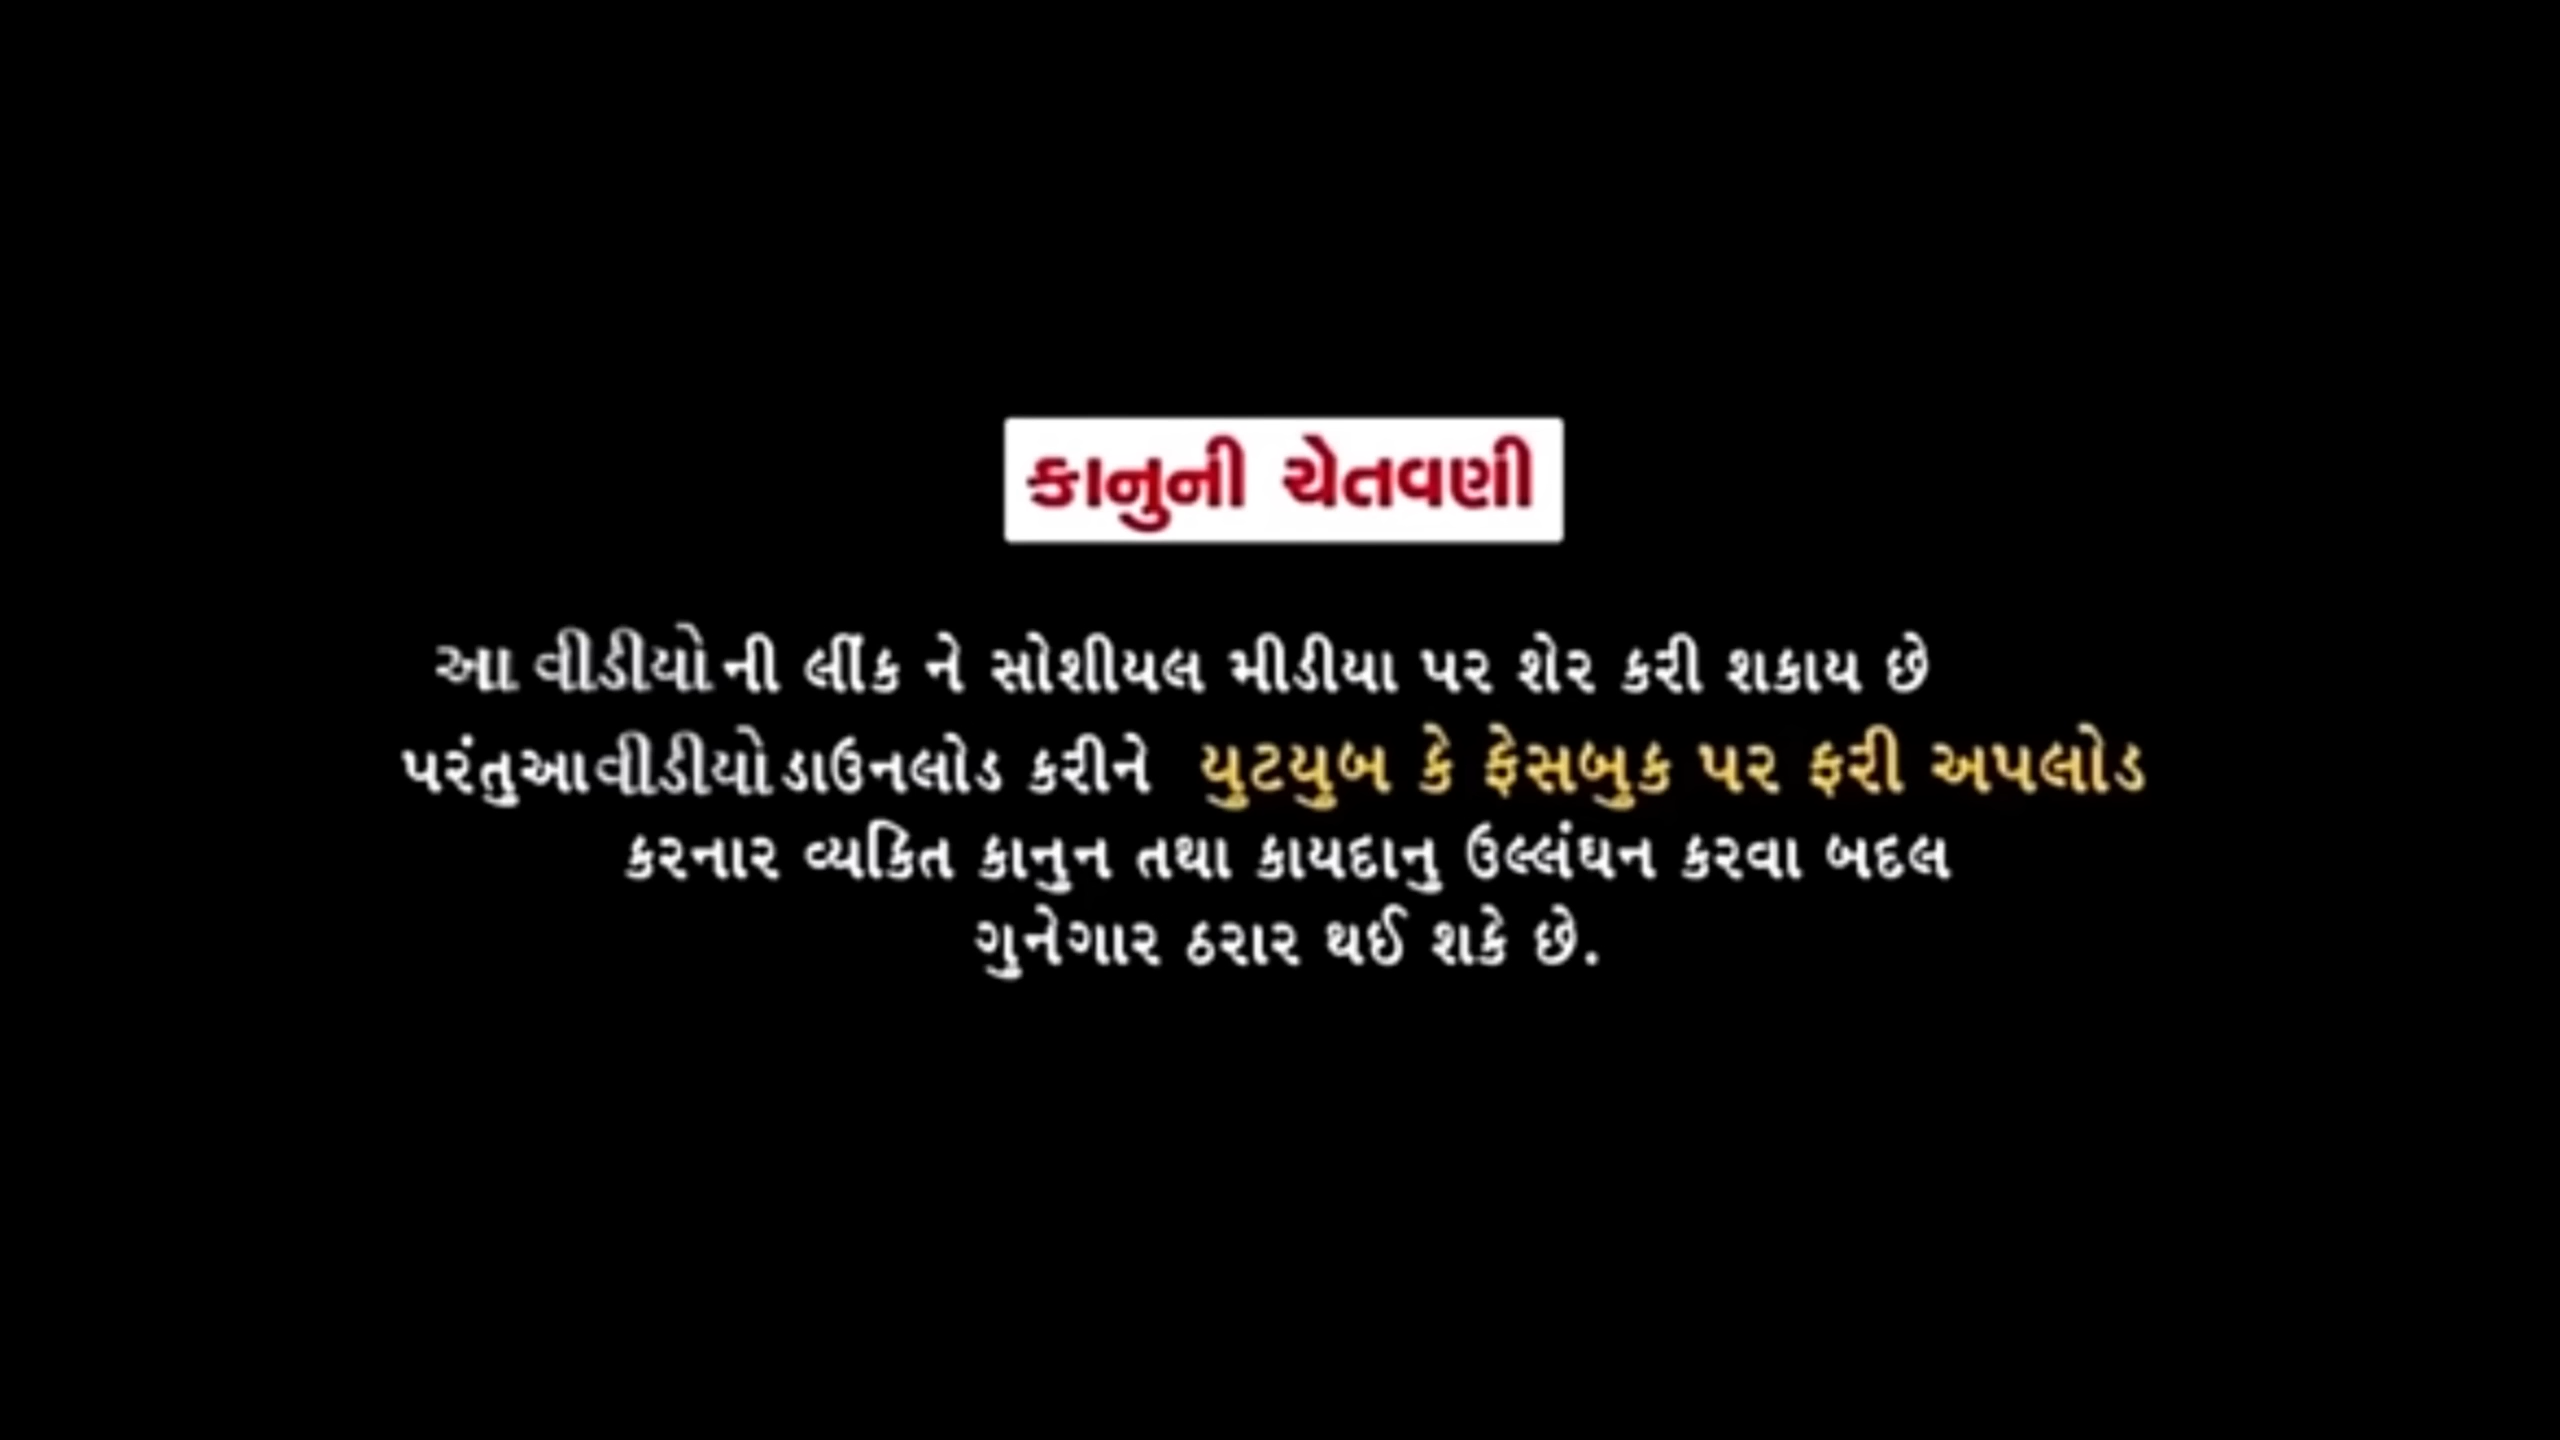 કાનુની ચેતવણી
આ વીડીયો ની લીંક ને સોશીયલ મીડીયા પર શેર કરી શકાય છે
પરંતુઆવીડીયો ડાઉનલોડ કરીને યુટયુબ કે ફેસબુક પર ફરી અપલોડ
કરનાર વ્યકિત કાનુન તથા કાયદાનુ ઉલ્લંઘન કરવા બદલ
ગુનેગાર ઠરાર થઈ શકે છે.